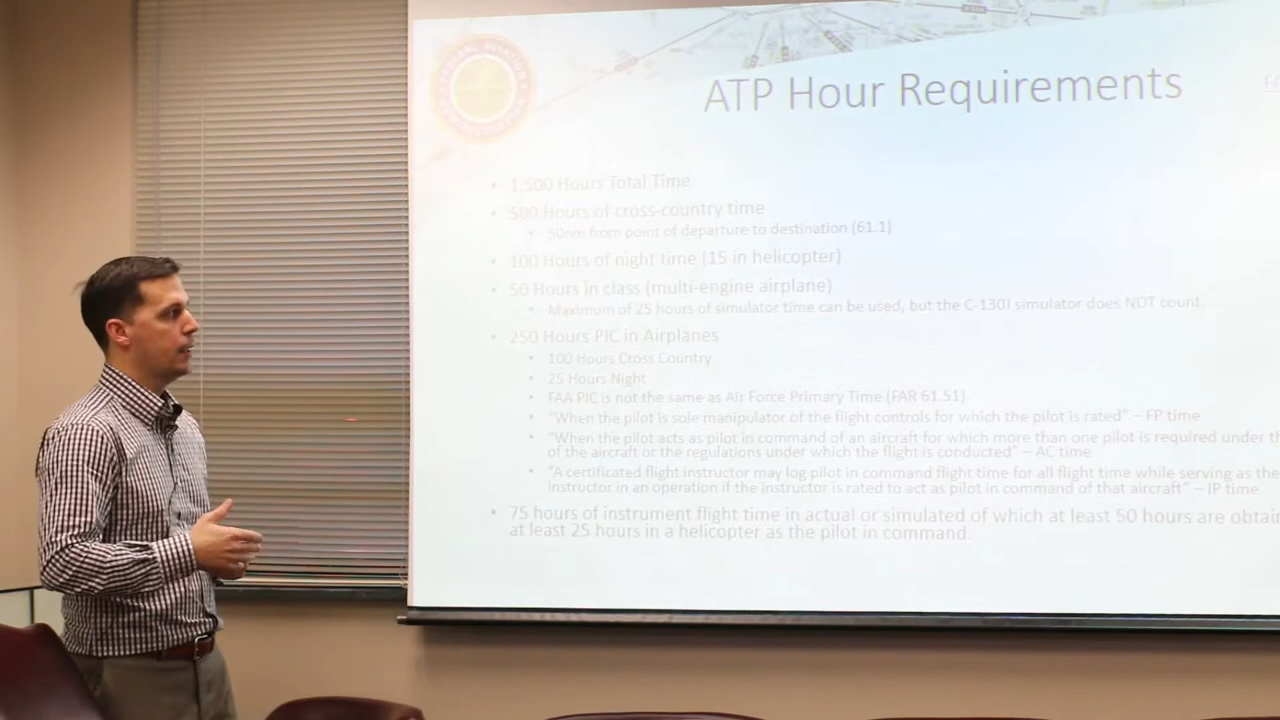 ATP Hour Requirements
• 1,500 Hours Total Time
• 500 Hours of cross-country time
• 50nm from point of departure to destination (61.1)
• 100 Hours of night time (15 in helicopter)
• 50 Hours in class (multi-engine airplane)
• Maximum of 25 hours of simulator time can be used, but the C-130J simulator does NOT count.
• 250 Hours PIC in Airplanes
• 100 Hours Cross Country
• 25 Hours Night
• FAA PIC is not the same as Air Force Primary Time (FAR 61.51)
• "When the pilot is sole manipulator of the flight controls for which the pilot is rated" – FP time
• "When the pilot acts as pilot in command of an aircraft for which more than one pilot is required under
of the aircraft or the regulations under which the flight is conducted" – AC time
• "A certificated flight instructor may log pilot in command flight time for all flight time while serving as the
instructor in an operation if the instructor is rated to act as pilot in command of that aircraft" – IP time
• 75 hours of instrument flight time in actual or simulated of which at least 50 hours are
at least 25 hours in a helicopter as the pilot in command.